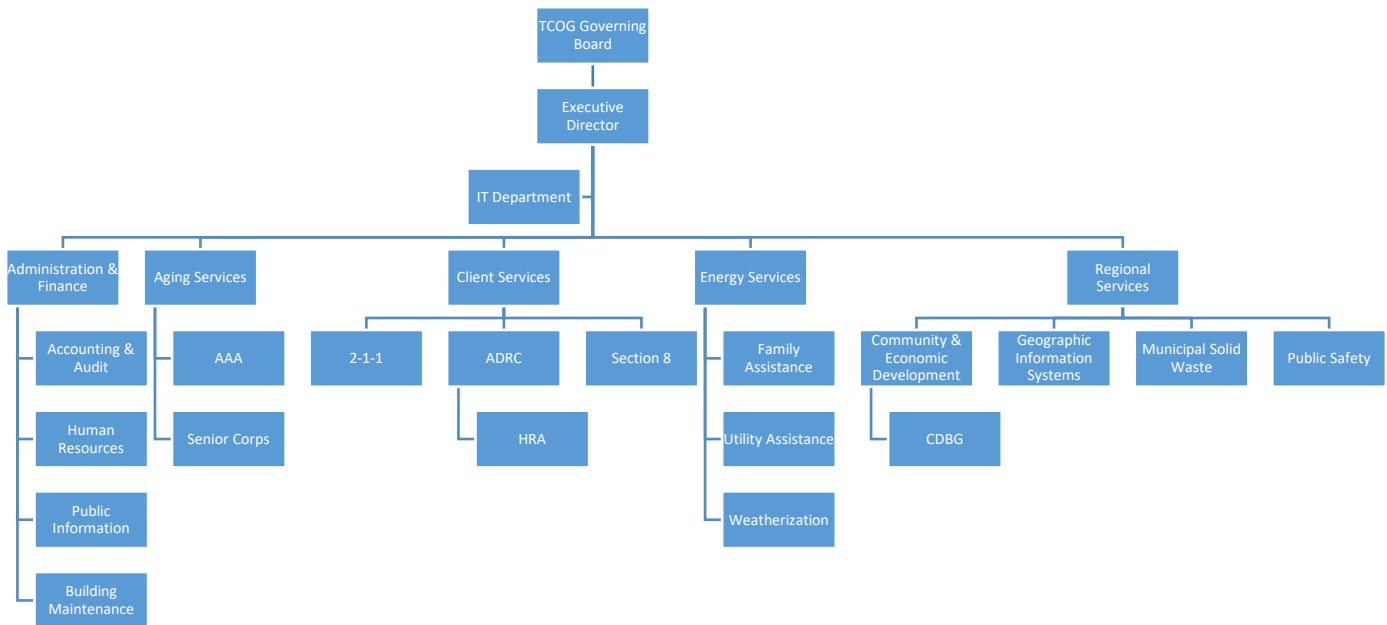 TCOG Governing
Board
Executive
Director
IT Department
Administration &
Finance
Aging Services
Client Services
Energy Services
Regional
Services
Accounting &
Audit
AAA
2-1-1
ADRC
Section 8
Family
Assistance
Community &
Economic
Development
Geographic
Information
Systems
Municipal Solid
Waste
Public Safety
Human
Resources
Senior Corps
HRA
Utility Assistance
CDBG
Public
Information
Weatherization
Building
Maintenance